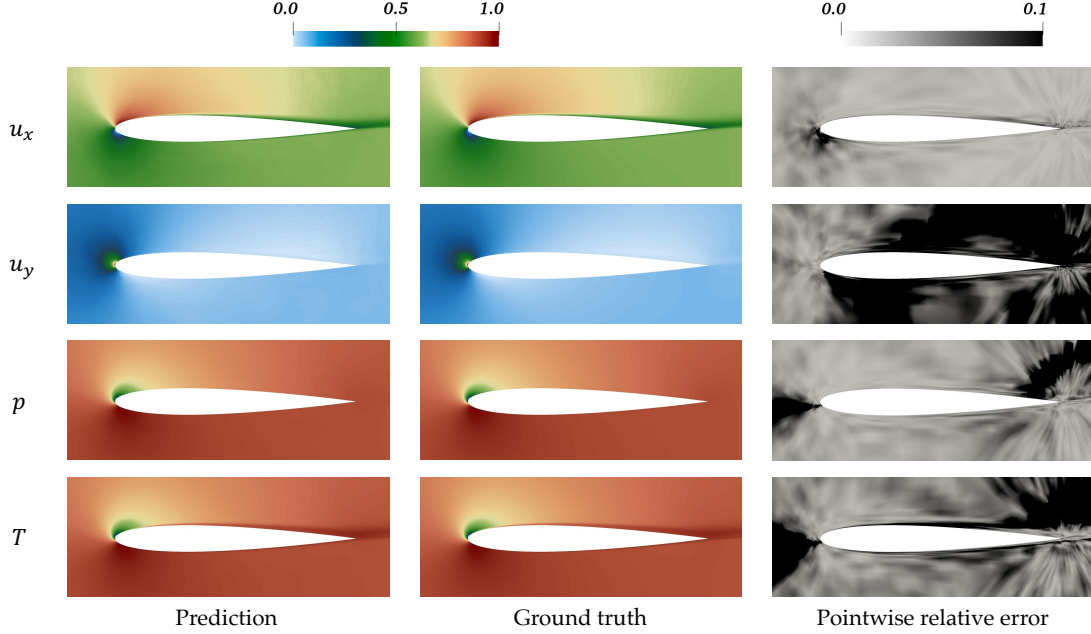 0.0 0.5 1.0 0.0 0.1
u_x
u_y
p
T
Prediction Ground truth Pointwise relative error